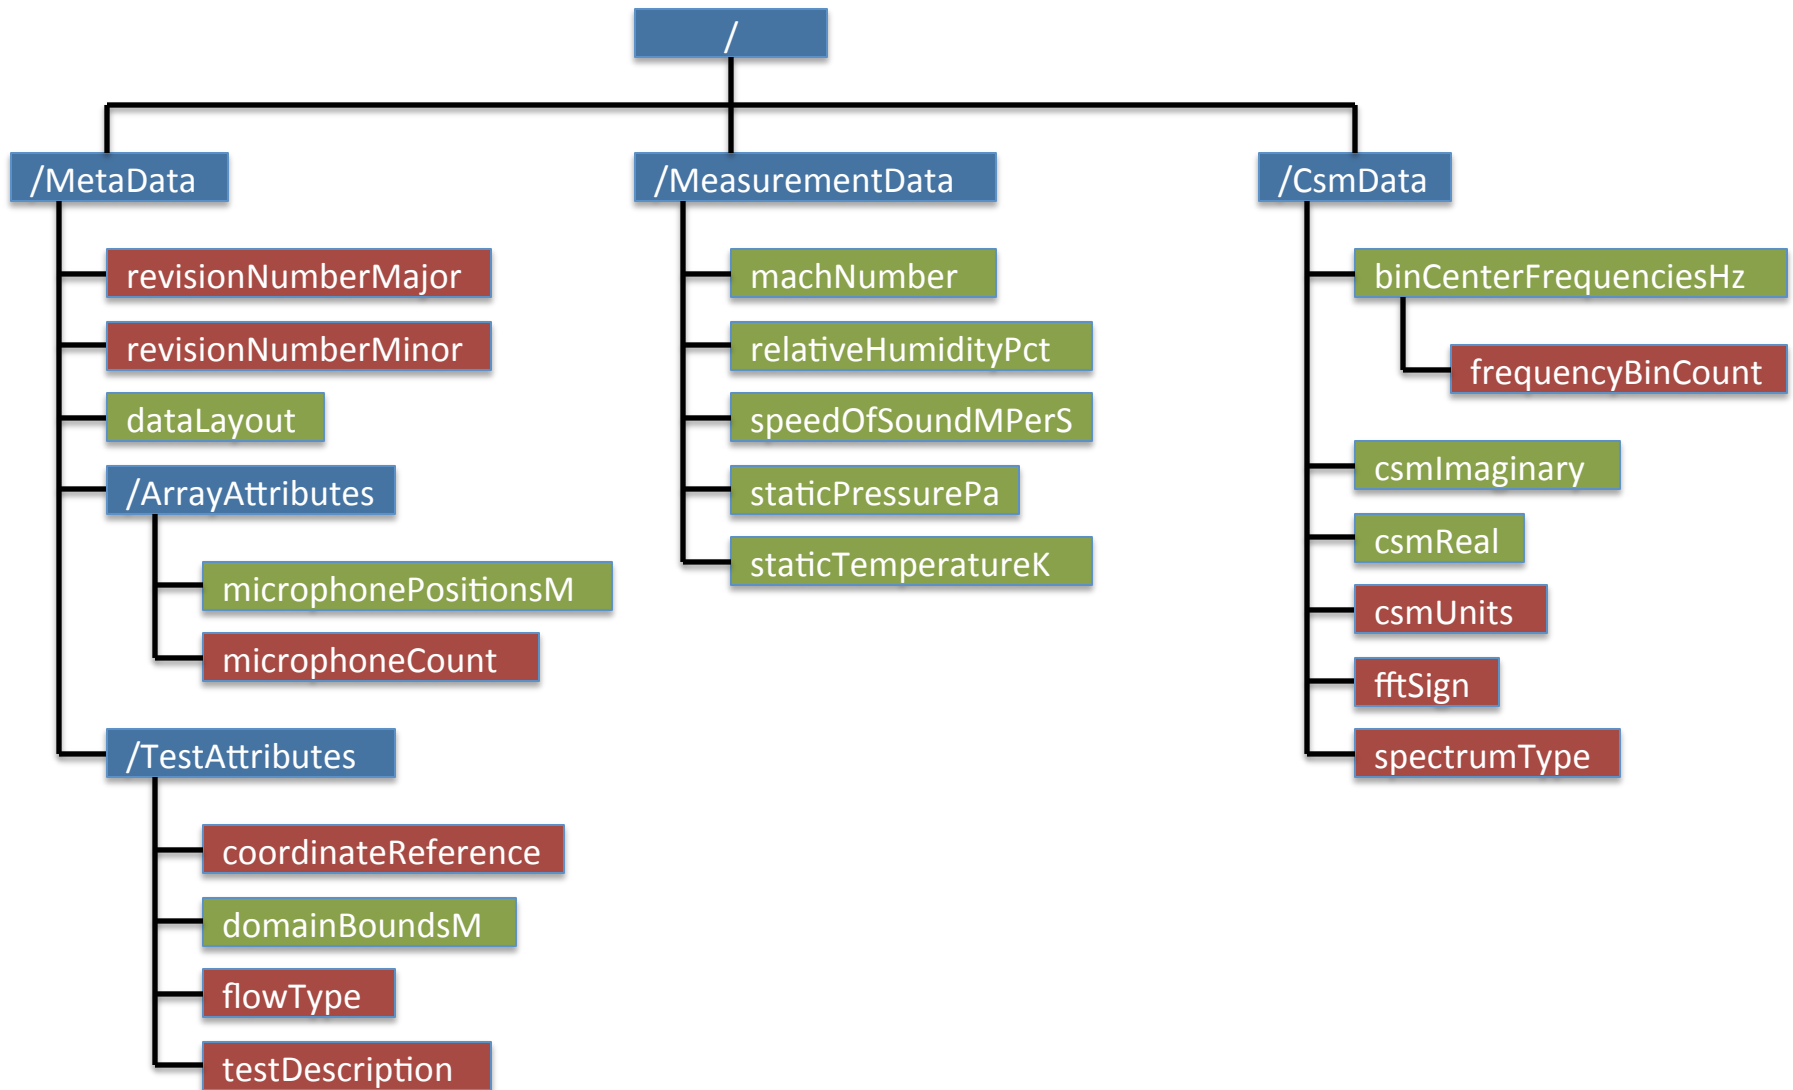 /
/MetaData
revisionNumberMajor
revisionNumberMinor
dataLayout
/ArrayAttributes
microphonePositionsM
microphoneCount
/TestAttributes
coordinateReference
domainBoundsM
flowType
testDescription
/MeasurementData
machNumber
relativeHumidityPct
speedOfSoundMPerS
staticPressurePa
staticTemperatureK
/CsmData
binCenterFrequenciesHz
frequencyBinCount
csmImaginary
csmReal
csmUnits
fftSign
spectrumType